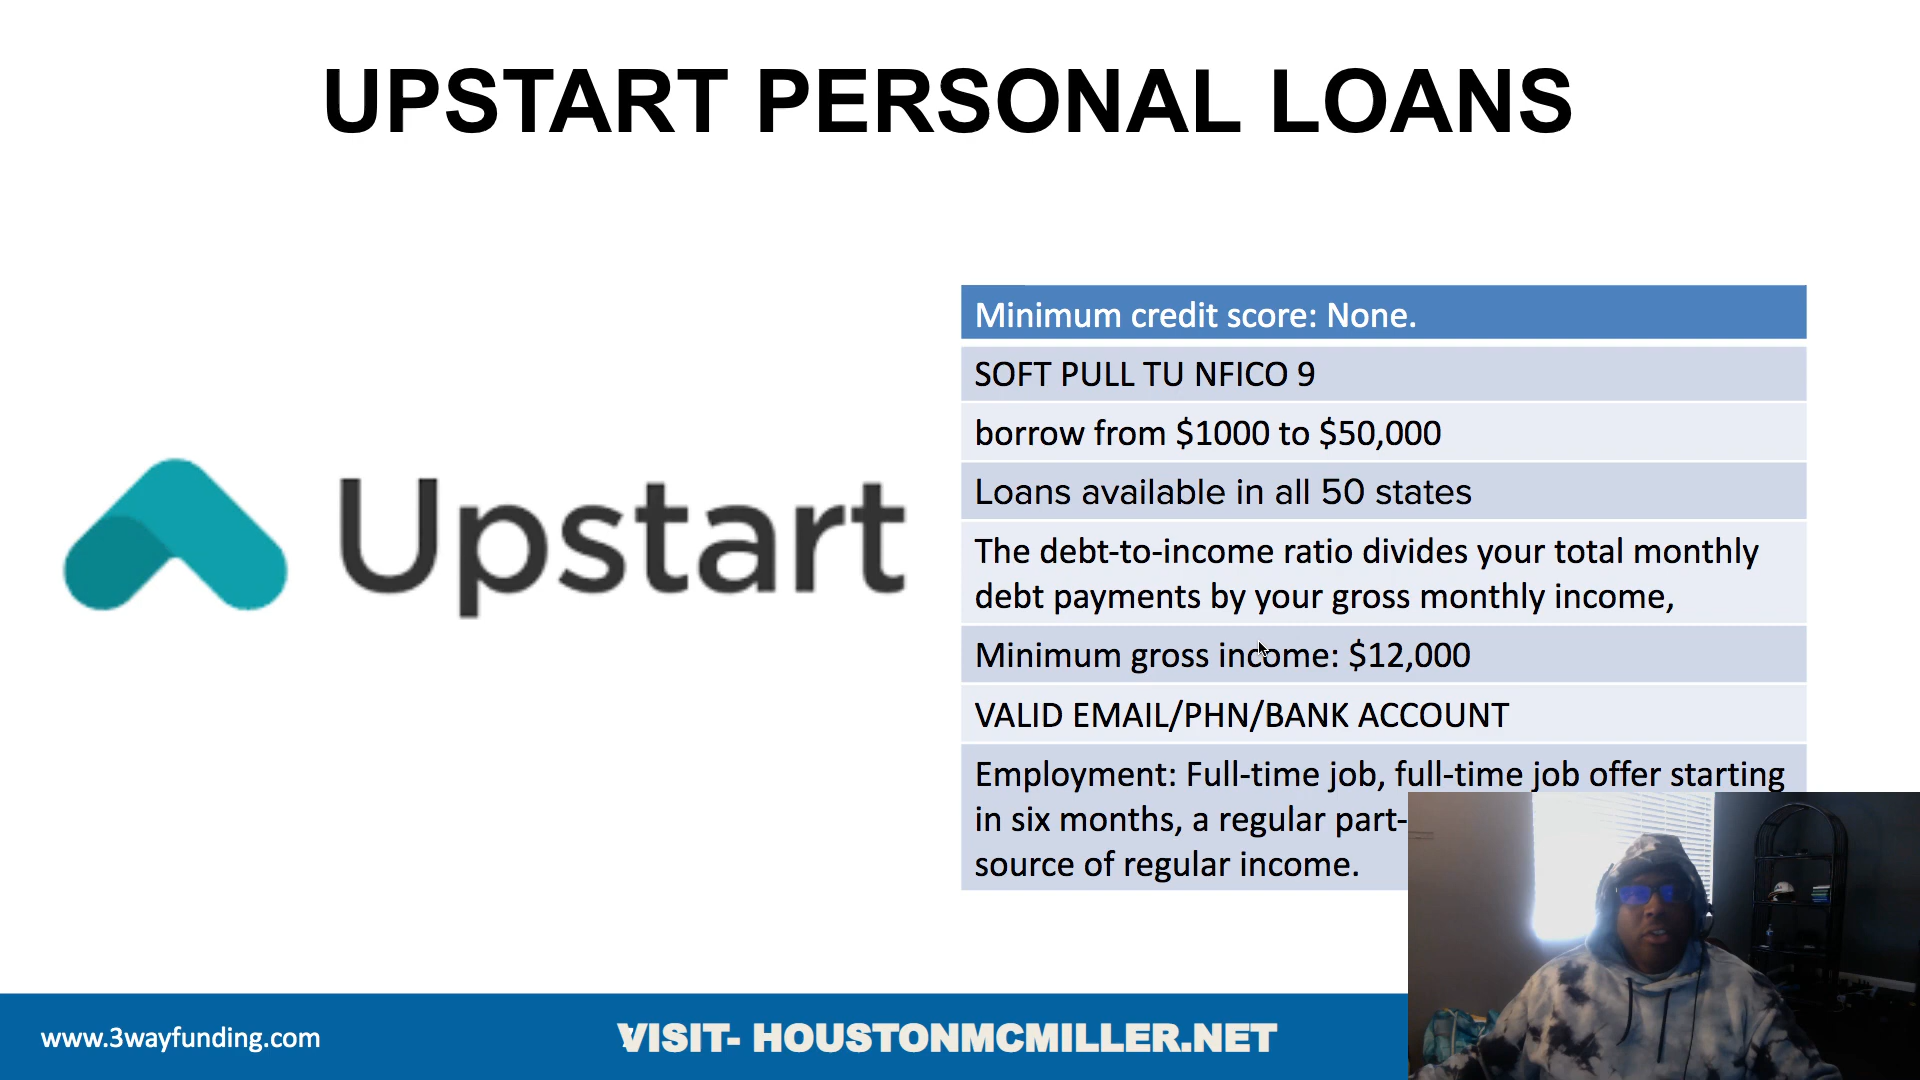 UPSTART PERSONAL LOANS
Upstart
Minimum credit score: None.
SOFT PULL TU NFICO 9
borrow from $1000 to $50,000
Loans available in all 50 states
The debt-to-income ratio divides your total monthly
debt payments by your gross monthly income,
Minimum gross income: $12,000
VALID EMAIL/PHN/BANK ACCOUNT
Employment: Full-time job, full-time job offer starting
in six months, a regular part-
source of regular income.
www.3wayfunding.com
VISIT- HOUSTONMCMILLER.NET